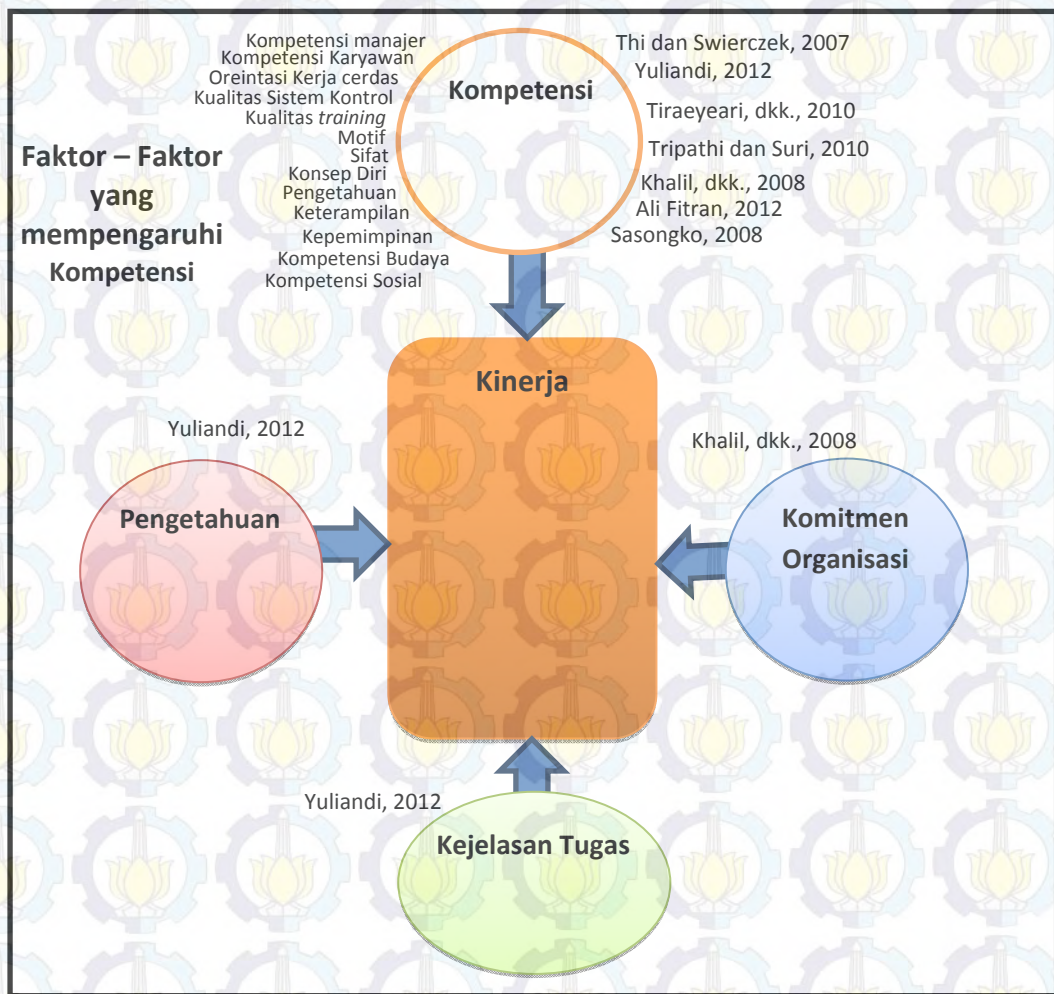 Kompetensi manajer
Kompetensi Karyawan
Oreintasi Kerja cerdas
Kualitas Sistem Kontrol
Kualitas training
Motif
Sifat
Konsep Diri
Pengetahuan
Keterampilan
Kepemimpinan
Kompetensi Budaya
Kompetensi Sosial
Faktor – Faktor
yang
mempengaruhi
Kompetensi
Kompetensi
Thi dan Swierczek, 2007
Yuliandi, 2012
Tiraeyeari, dkk., 2010
Tripathi dan Suri, 2010
Khalil, dkk., 2008
Ali Fitran, 2012
Sasongko, 2008
Kinerja
Yuliandi, 2012
Pengetahuan
Khalil, dkk., 2008
Komitmen
Organisasi
Yuliandi, 2012
Kejelasan Tugas